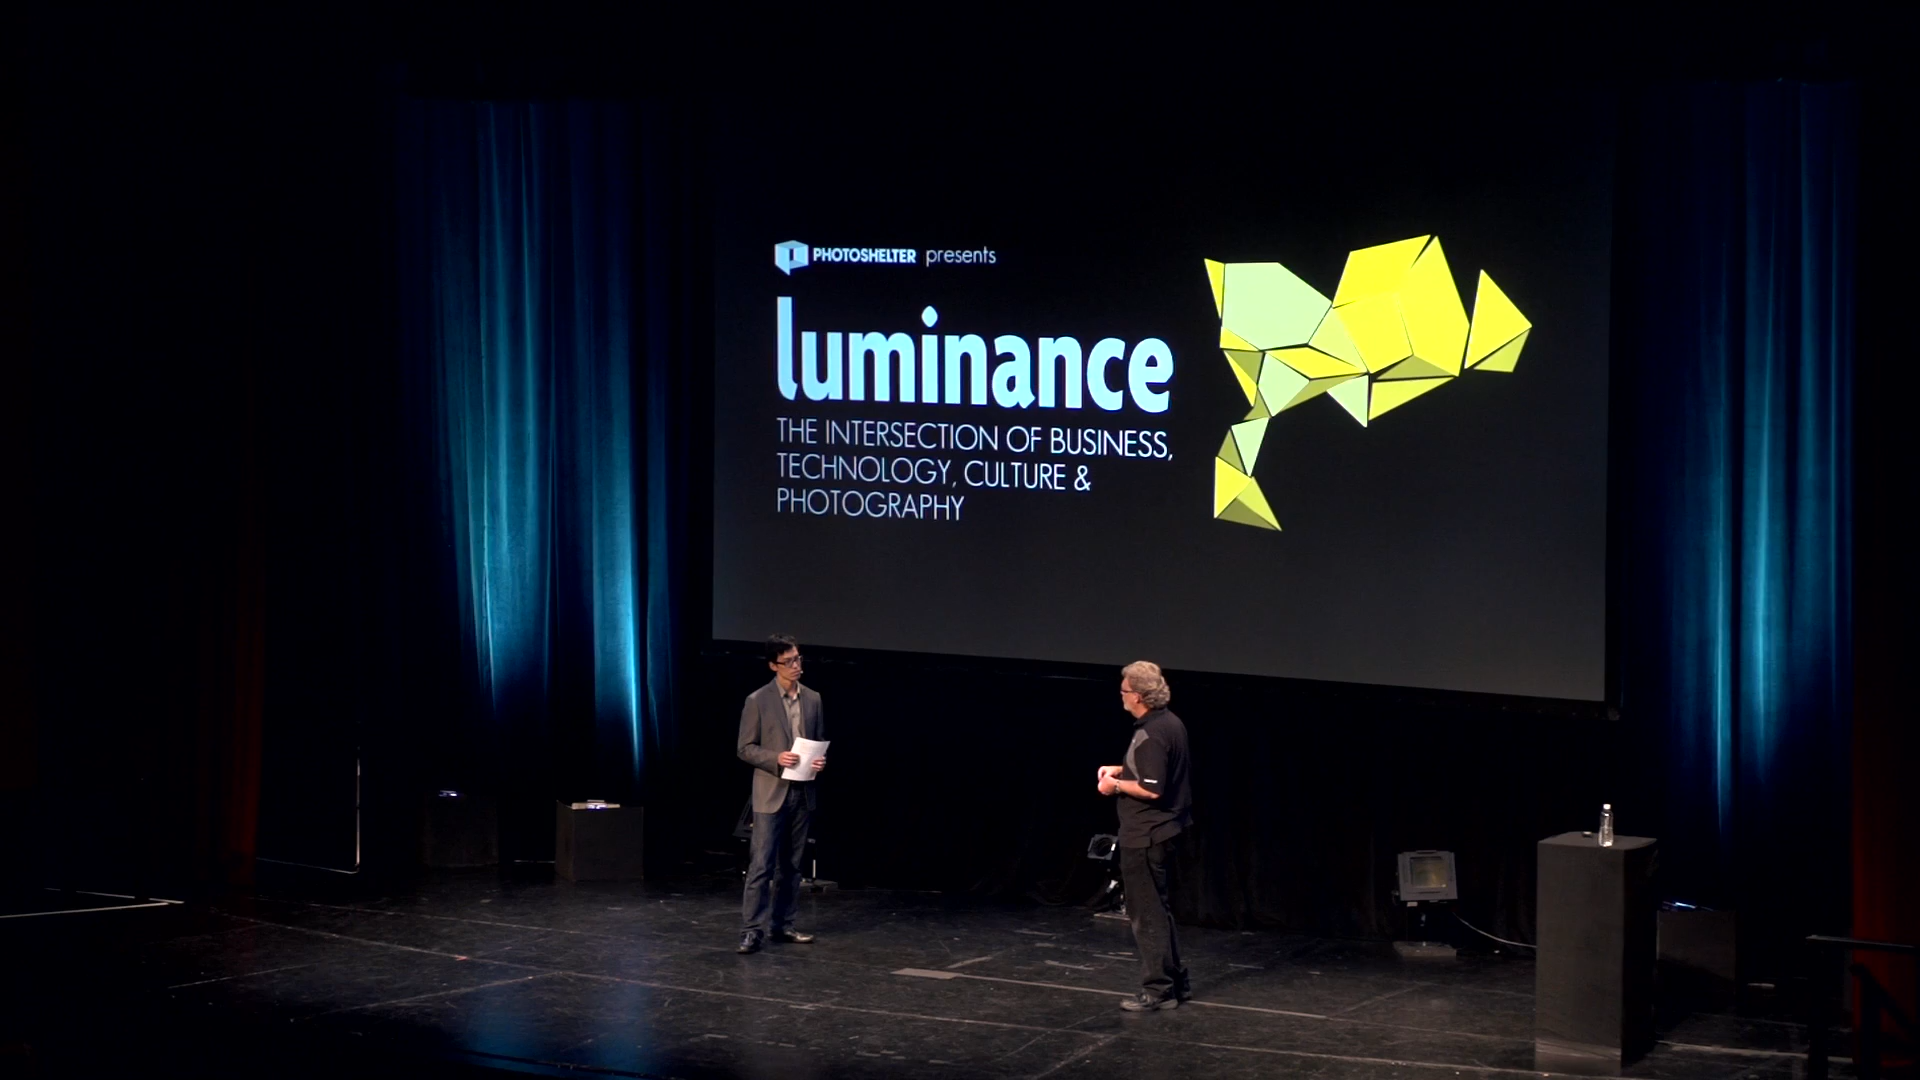 PHOTOSHELTER presents
luminance
THE INTERSECTION OF BUSINESS,
TECHNOLOGY, CULTURE &
PHOTOGRAPHY